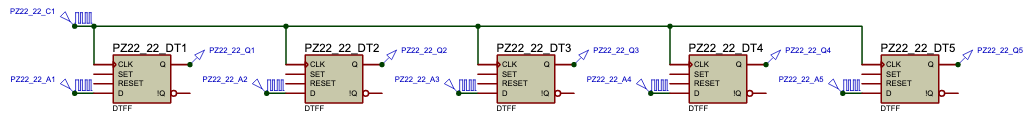 PZ22_22_C1
PZ22_22_DT1 PZ22_22_DT2 PZ22_22_DT3 PZ22_22_DT4 PZ22_22_DT5
PZ22_22_Q1 PZ22_22_Q2 PZ22_22_Q3 PZ22_22_Q4 PZ22_22_Q5
CLK Q CLK Q CLK Q CLK Q CLK Q
SET SET SET SET SET
PZ22_22_A1 PZ22_22_A2 PZ22_22_A3 PZ22_22_A4 PZ22_22_A5
RESET RESET RESET RESET RESET
D !Q D !Q D !Q D !Q D !Q
DTFF DTFF DTFF DTFF DTFF